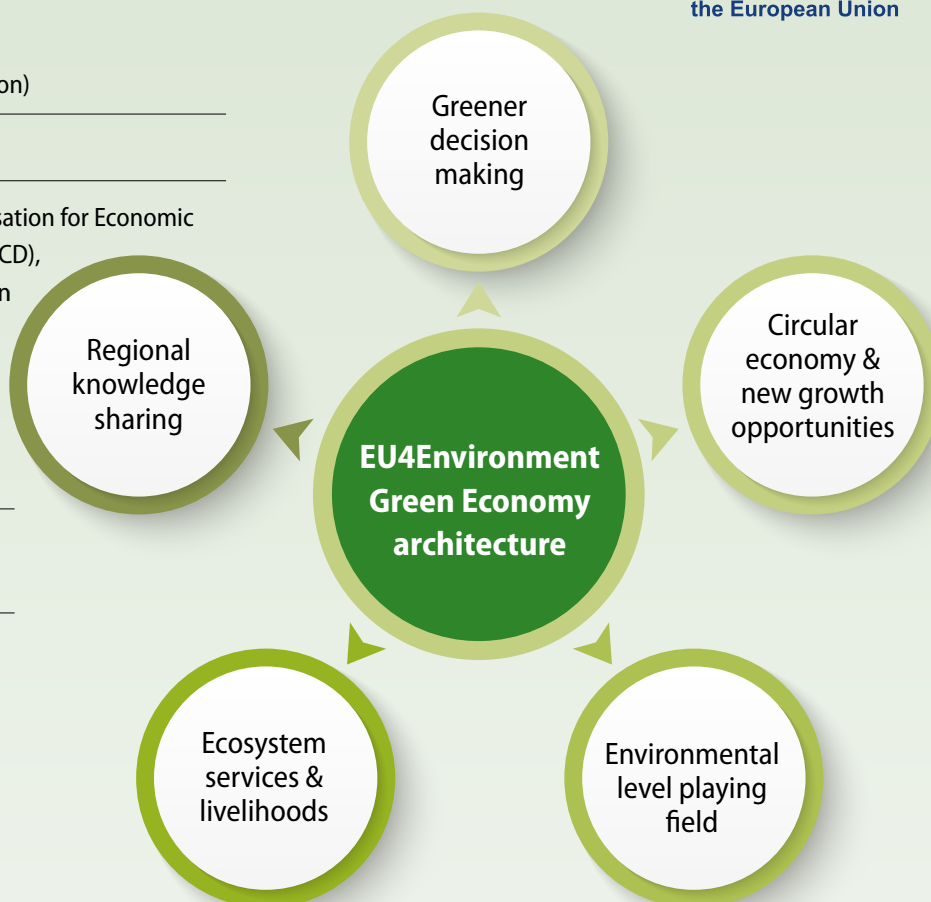 the European Union
on)
sation for Economic
CD),
n
Greener
decision
making
Regional
knowledge
sharing
Circular
economy &
new growth
opportunities
EU4Environment
Green Economy
architecture
Ecosystem
services &
livelihoods
Environmental
level playing
field